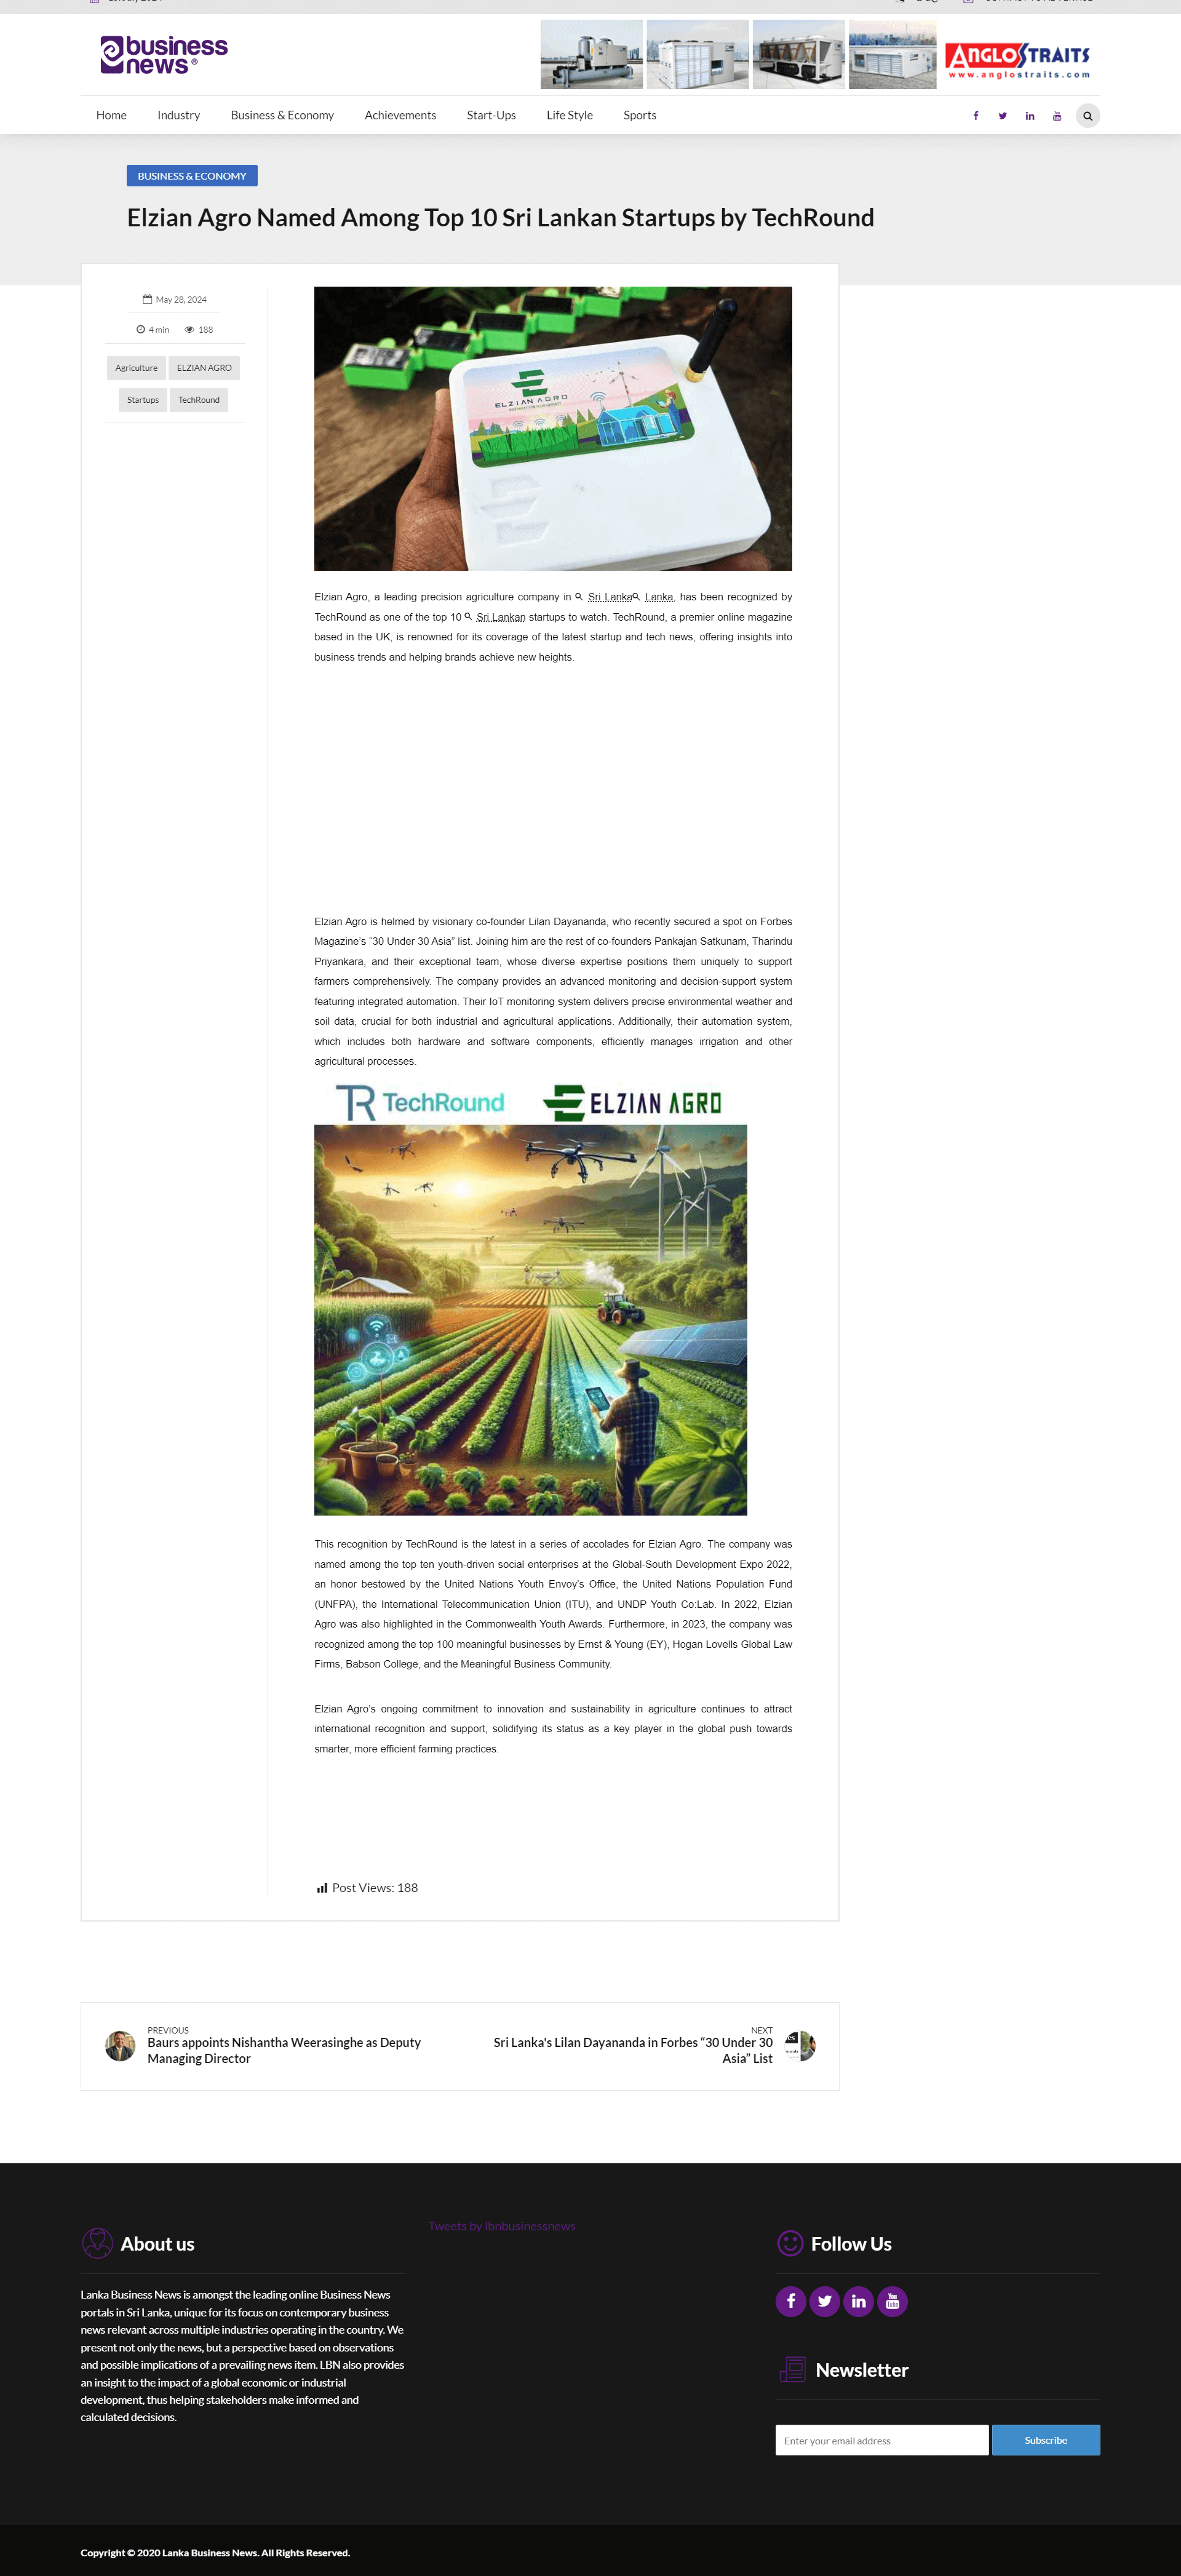 business
news®
ANGLOSTRAITS
www.anglostraits.com
Home Industry Business & Economy Achievements Start-Ups Life Style Sports
BUSINESS & ECONOMY
Elzian Agro Named Among Top 10 Sri Lankan Startups by TechRound
May 28, 2024
4 min 188
Agriculture ELZIAN AGRO
Startups TechRound
ELZIAN AGRO
Elzian Agro, a leading precision agriculture company in Sri Lanka Lanka, has been recognized by
TechRound as one of the top 10 Sri Lankan startups to watch. TechRound, a premier online magazine
based in the UK, is renowned for its coverage of the latest startup and tech news, offering insights into
business trends and helping brands achieve new heights.
Elzian Agro is helmed by visionary co-founder Lilan Dayananda, who recently secured a spot on Forbes
Magazine’s “30 Under 30 Asia” list. Joining him are the rest of co-founders Pankajan Satkunam, Tharindu
Priyankara, and their exceptional team, whose diverse expertise positions them uniquely to support
farmers comprehensively. The company provides an advanced monitoring and decision-support system
featuring integrated automation. Their IoT monitoring system delivers precise environmental weather and
soil data, crucial for both industrial and agricultural applications. Additionally, their automation system,
which includes both hardware and software components, efficiently manages irrigation and other
agricultural processes.
TR TechRound ELZIAN AGRO
This recognition by TechRound is the latest in a series of accolades for Elzian Agro. The company was
named among the top ten youth-driven social enterprises at the Global-South Development Expo 2022,
an honor bestowed by the United Nations Youth Envoy’s Office, the United Nations Population Fund
(UNFPA), the International Telecommunication Union (ITU), and UNDP Youth Co:Lab. In 2022, Elzian
Agro was also highlighted in the Commonwealth Youth Awards. Furthermore, in 2023, the company was
recognized among the top 100 meaningful businesses by Ernst & Young (EY), Hogan Lovells Global Law
Firms, Babson College, and the Meaningful Business Community.
Elzian Agro’s ongoing commitment to innovation and sustainability in agriculture continues to attract
international recognition and support, solidifying its status as a key player in the global push towards
smarter, more efficient farming practices.
Post Views: 188
PREVIOUS
Baurs appoints Nishantha Weerasinghe as Deputy
Managing Director
NEXT
Sri Lanka's Lilan Dayananda in Forbes “30 Under 30
Asia” List
About us
Lanka Business News is amongst the leading online Business News
portals in Sri Lanka, unique for its focus on contemporary business
news relevant across multiple industries operating in the country. We
present not only the news, but a perspective based on observations
and possible implications of a prevailing news item. LBN also provides
an insight to the impact of a global economic or industrial
development, thus helping stakeholders make informed and
calculated decisions.
Tweets by lbnbusinessnews
Follow Us
Newsletter
Enter your email address Subscribe
Copyright © 2020 Lanka Business News. All Rights Reserved.